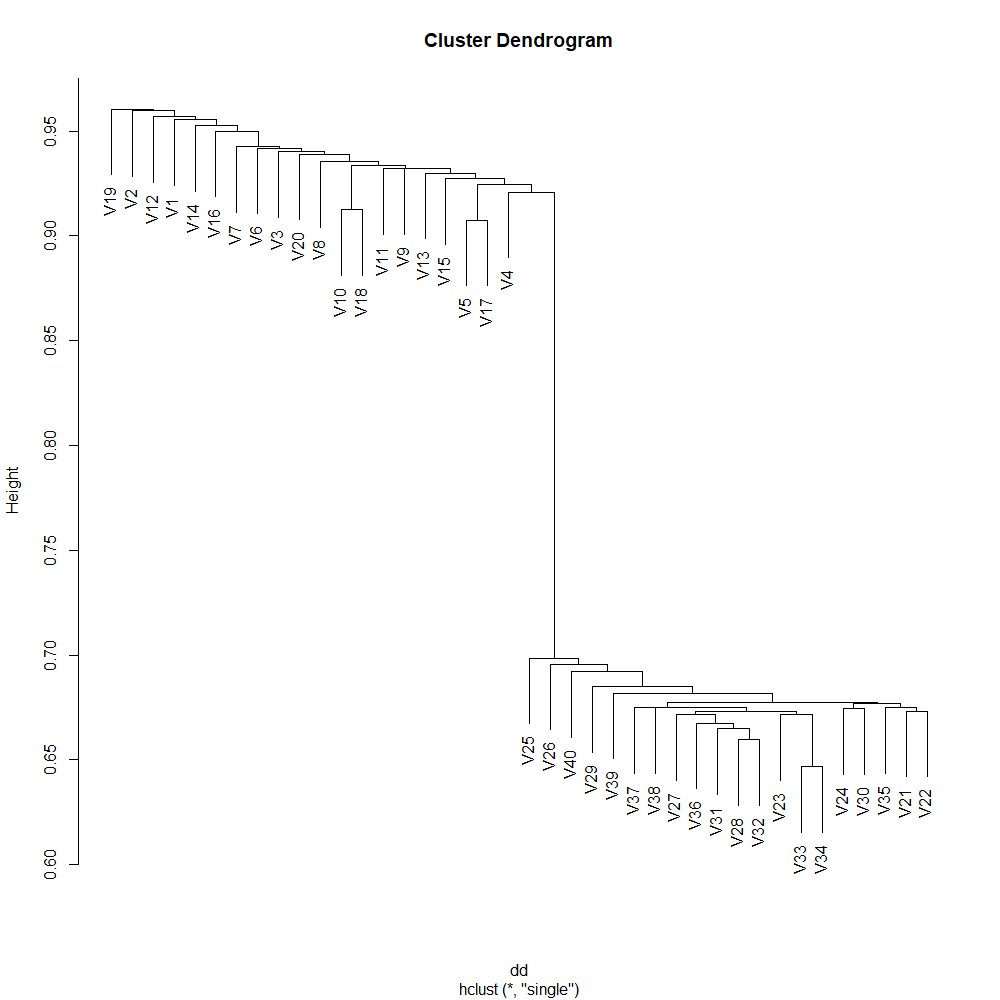 Cluster Dendrogram
Height
0.95
0.90
0.85
0.80
0.75
0.70
0.65
0.60
V19
V2
V12
V1
V14
V16
V7
V6
V3
V20
V8
V10
V18
V11
V9
V13
V15
V5
V17
V4
V25
V26
V40
V29
V39
V37
V38
V27
V36
V31
V28
V32
V23
V33
V34
V24
V30
V35
V21
V22
dd
hclust (*, "single")